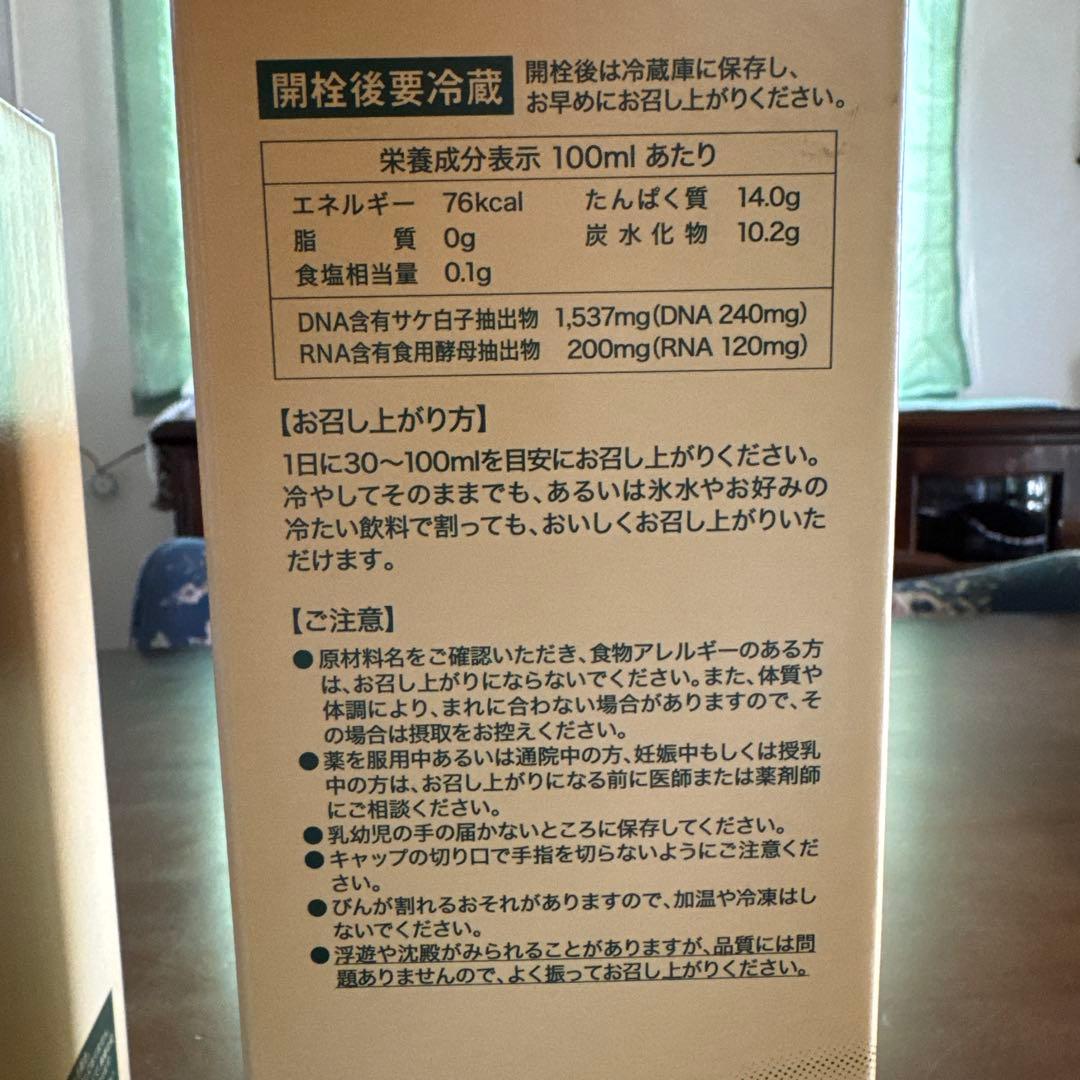 開栓後要冷蔵
開栓後は冷蔵庫に保存し、
お早めにお召し上がりください。
栄養成分表示 100ml あたり
エネルギー 76kcal たんぱく質 14.0g
脂質 0g 炭水化物 10.2g
食塩相当量 0.1g
DNA含有サケ白子抽出物 1,537mg(DNA 240mg)
RNA含有食用酵母抽出物 200mg(RNA 120mg)
【お召し上がり方】
1日に30〜100mlを目安にお召し上がりください。
冷やしてそのままでも、あるいは氷水やお好みの
冷たい飲料で割っても、おいしくお召し上がりいた
だけます。
【ご注意】
●原材料名をご確認いただき、食物アレルギーのある方
は、お召し上がりにならないでください。また、体質や
体調により、まれに合わない場合がありますので、そ
の場合は摂取をお控えください。
●薬を服用中あるいは通院中の方、妊娠中もしくは授乳
中の方は、お召し上がりになる前に医師または薬剤師
にご相談ください。
●乳幼児の手の届かないところに保存してください。
●キャップの切り口で手指を切らないようにご注意くだ
さい。
●びんが割れるおそれがありますので、加温や冷凍はし
ないでください。
●浮遊や沈殿がみられることがありますが、品質には問
題ありませんので、よく振ってお召し上がりください。